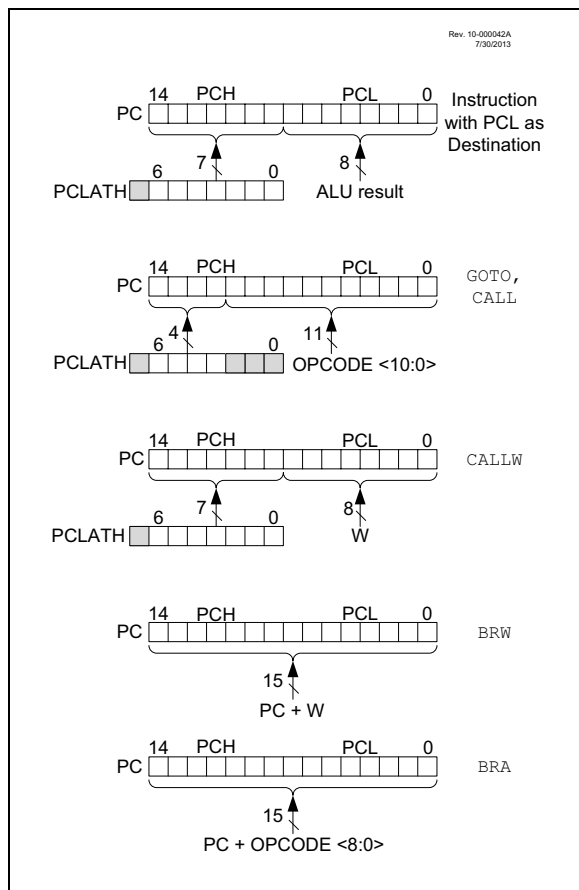 Rev. 10-000042A
7/30/2013
14 PCH PCL 0
PC
Instruction
with PCL as
Destination
6 7 0 8
PCLATH ALU result
14 PCH PCL 0
PC
GOTO,
CALL
6 4 0 11
PCLATH OPCODE <10:0>
14 PCH PCL 0
PC CALLW
6 7 0 8
PCLATH W
14 PCH PCL 0
PC BRW
15
PC + W
14 PCH PCL 0
PC BRA
15
PC + OPCODE <8:0>